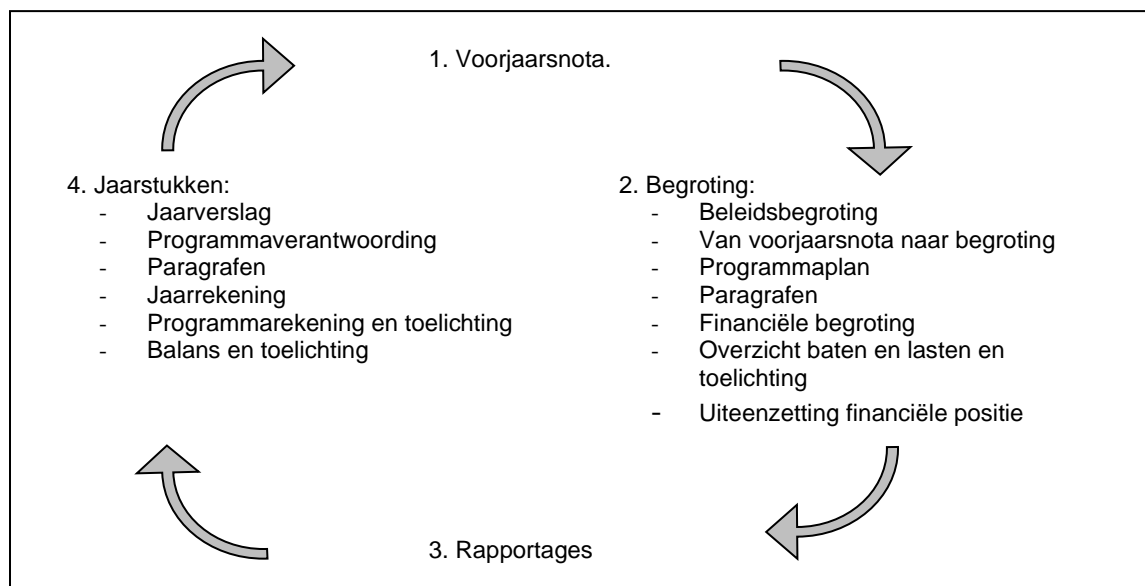 1. Voorjaarsnota.
2. Begroting:
- Beleidsbegroting
- Van voorjaarsnota naar begroting
- Programmaplan
- Paragrafen
- Financiële begroting
- Overzicht baten en lasten en
toelichting
- Uiteenzetting financiële positie
3. Rapportages
4. Jaarstukken:
- Jaarverslag
- Programmaverantwoording
- Paragrafen
- Jaarrekening
- Programmarekening en toelichting
- Balans en toelichting